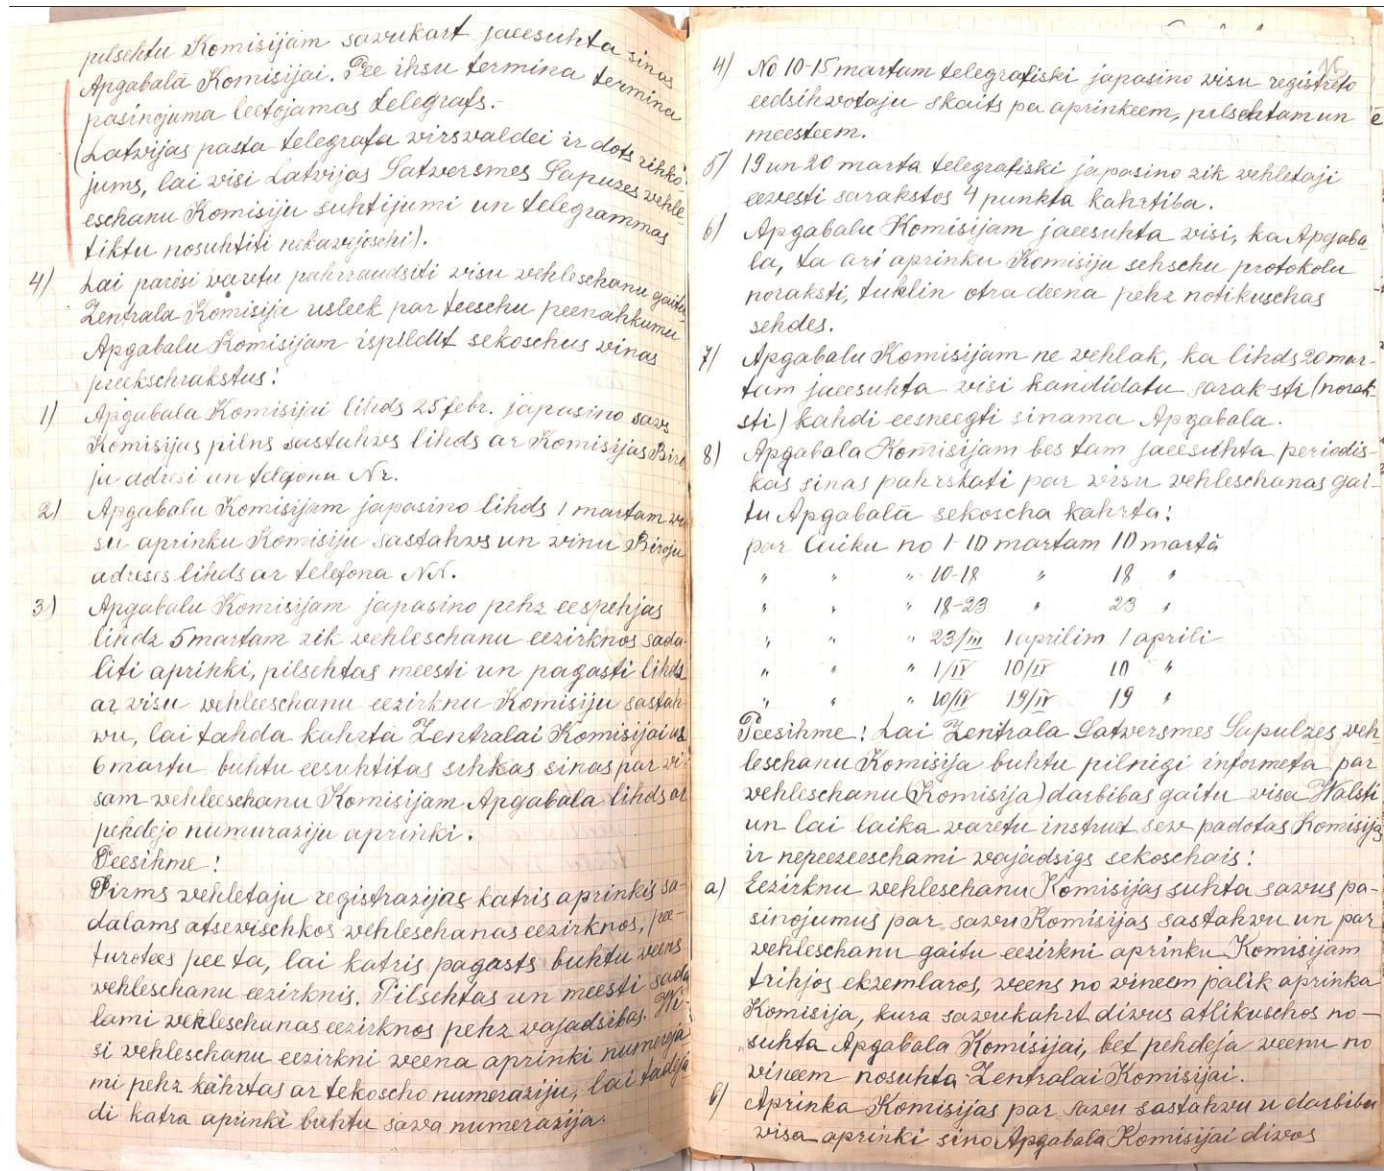 pilsehtu Komisijam sawukart jaeesuhta sinas
Apgabalā Komisijai. Pee ihsu termina termina
pasinojuma leetojamas telegrafs.
(Latvijas pasta telegrafa virswaldei ir dots rihko-
jums, lai wisi Latvijas Satwersmes Sapuzes wehle-
eschanu Komisiju suhtijumi un telegrammas
tiktu nosuhtiti nekawejoschi).
4) Lai pareisi waretu pahrraudsiti wisu wehleschanu gaitu,
Zentrala Komisija usleek par teeschu peenahkumu
Apgabalu Komisijam ispildit sekoschus winas
preekschrakstus:
1) Apgabala Komisijai lihds 25 febr. japasino saws
Komisijas pilns sastahws lihds ar Komisijas Biro
ju adresi un telefonu Nr.
2) Apgabalu Komisijam japasino lihds 1 martam wi
su aprinku Komisiju sastahws un winu Biroju
adreses lihds ar telefona NN.
3) Apgabalu Komisijam japasino pehz eespehjas
lihdz 5 martam zik wehleschanu eezirknos sada
liti aprinki, pilsehtas meesti un pagasti lihds
ar wisu wehleeschanu eezirknu Komisiju sastah
wu, lai tahda kahrta Zentralai Komisijai us
6 martu buhtu eesuhtitas sihkas sinas par wi-
sam wehleeschanu Komisijam Apgabala lihds ar
pehdejo numuraziju aprinki.
Peesihme!
Pirms wehletaju registrazijas katris aprinkis sa-
dalams atsewischkos wehleschanas eezirknos, pee-
turotees pee ta, lai katris pagasts buhtu weens
wehleschanu eezirknis. Pilsehtas un meesti sada
lami wehleschanas eezirknos pehz wajadsibas. Wi-
si wehleschanu eezirkni weena aprinki numureja
mi pehz kahrtas ar tekoscho numeraziju, lai tadeja
di katra aprinki buhtu sawa numerazija.
4) No 10-15 martam telegrafiski japasino wisu registreto
eedsihwotaju skaits pa aprinkeem, pilsehtam un
meesteem.
5) 19 un 20 marta telegrafiski japasino zik wehletaji
eewesti sarakstos 4 punkta kahrtiba.
6) Apgabalu Komisijam jaeesuhta wisi, ka Apgaba-
la, ta ari aprinku Komisiju sehschu protokolu
noraksti, tuhlin otra deena pehz notikuschas
sehdes.
7) Apgabalu Komisijam ne wehlak, ka lihds 20 mar-
tam jaeesuhta wisi kandidatu saraksti (norak-
sti) kahdi eesneegti sinama Apgabala.
8) Apgabala Komisijam bes tam jaeesuhta periodis-
kas sinas pahrskati par wisu wehleschanas gai-
tu Apgabalā sekoscha kahrta:
par laiku no 1-10 martam 10 martā
" " " 10-18 " 18 "
" " " 18-23 " 23 "
" " " 23/III 1 aprilim 1 aprili
" " " 1/IV 10/IV 10 "
" " " 10/IV 19/IV 19 "
Peesihme! Lai Zentrala Satwersmes Sapulzes weh-
leschanu Komisija buhtu pilnigi informeta par
wehleschanu (Komisija) darbibas gaitu wisa Walsti
un lai laika waretu instruet sew padotas Komisijas
ir nepeezeeschami wajadsigs sekoschais:
a) Eezirknu wehleschanu Komisijas suhta sawus pa-
sinojumus par sawu Komisijas sastahwu un par
wehleschanu gaitu eezirkni aprinku Komisijam
trihjos ekzemlaros, weens no wineem palik aprinka
Komisija, kura sawukahrt diwus atlikuschos no-
suhta Apgabala Komisijai, bet pehdeja weenu no
wineem nosuhta Zentralai Komisijai.
b) Aprinka Komisijas par sawu sastahwu u darbibu
wisa aprinki sino Apgabala Komisijai diwos